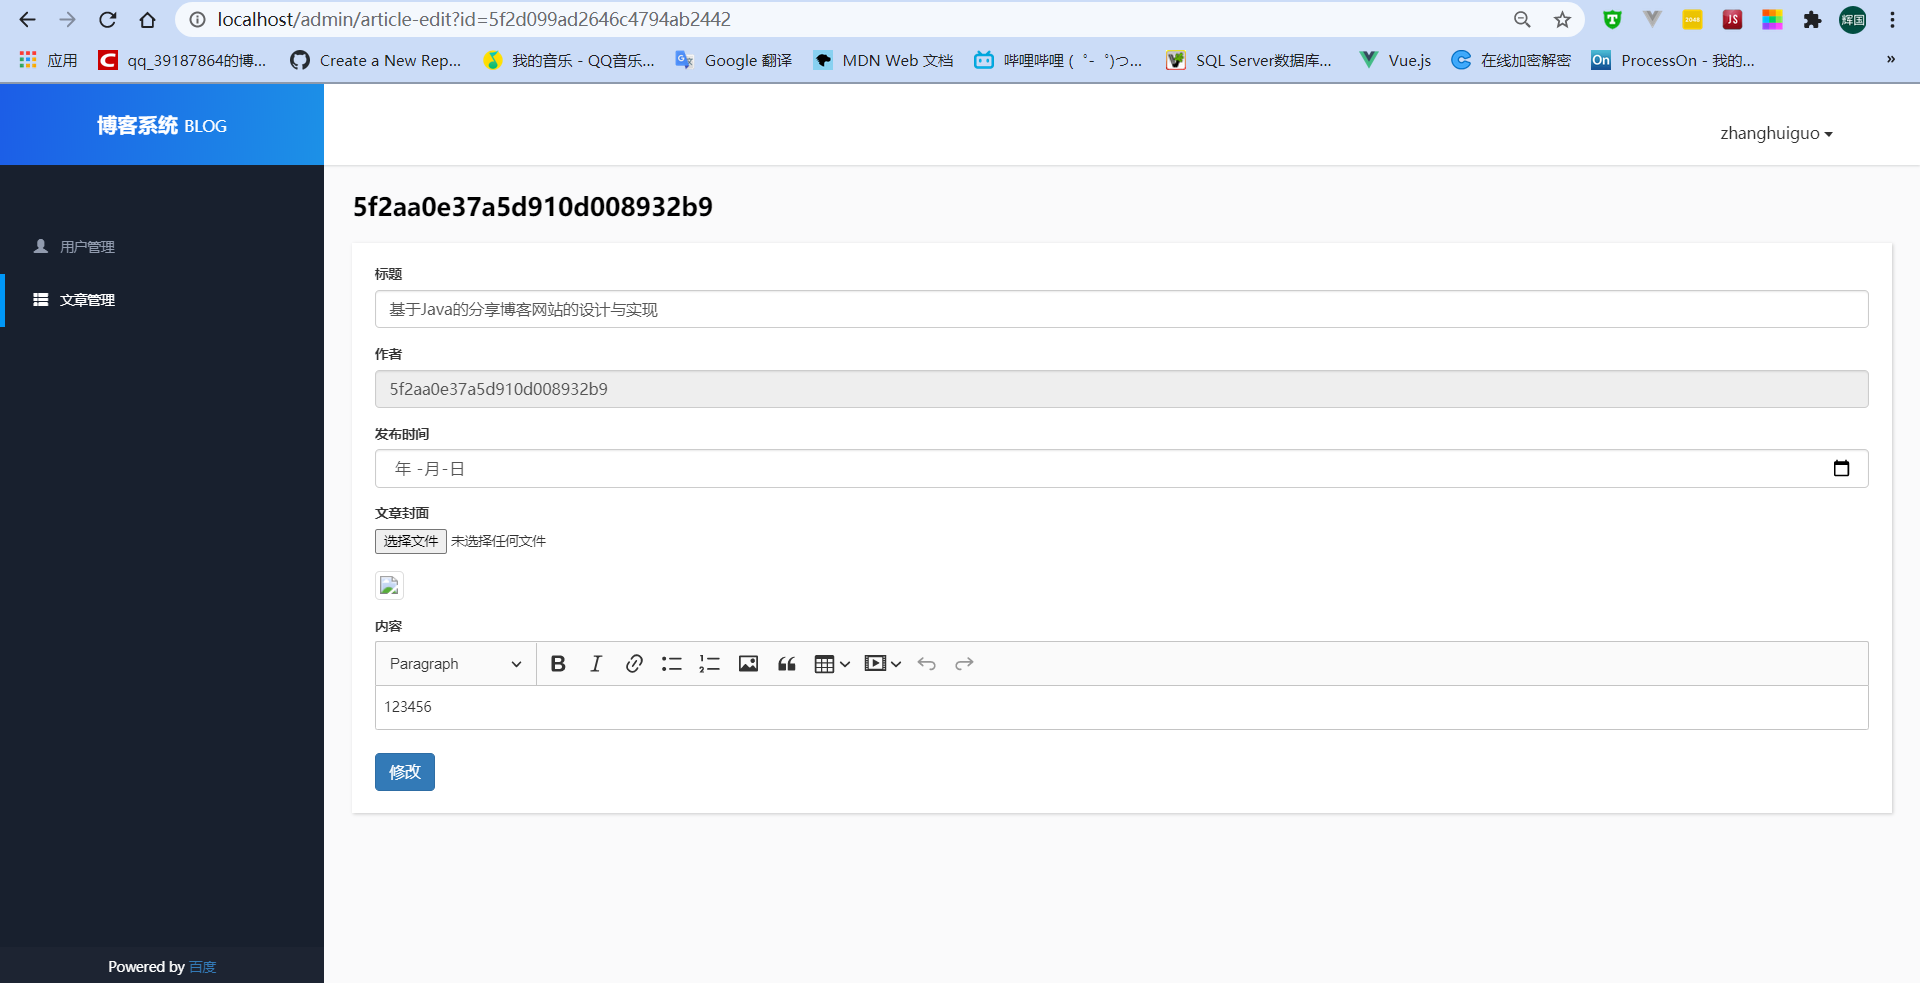 localhost/admin/article-edit?id=5f2d099ad2646c4794ab2442
2048
JS
辉国
应用
qq_39187864的博...
Create a New Rep...
我的音乐 - QQ音乐...
Google 翻译
MDN Web 文档
哔哩哔哩 ( ゜- ゜)つ...
SQL Server数据库...
Vue.js
在线加密解密
On
ProcessOn - 我的...
»
博客系统 BLOG
zhanghuiguo
用户管理
文章管理
5f2aa0e37a5d910d008932b9
标题
基于Java的分享博客网站的设计与实现
作者
5f2aa0e37a5d910d008932b9
发布时间
年 -月-日
文章封面
选择文件 未选择任何文件
内容
Paragraph
123456
修改
Powered by 百度